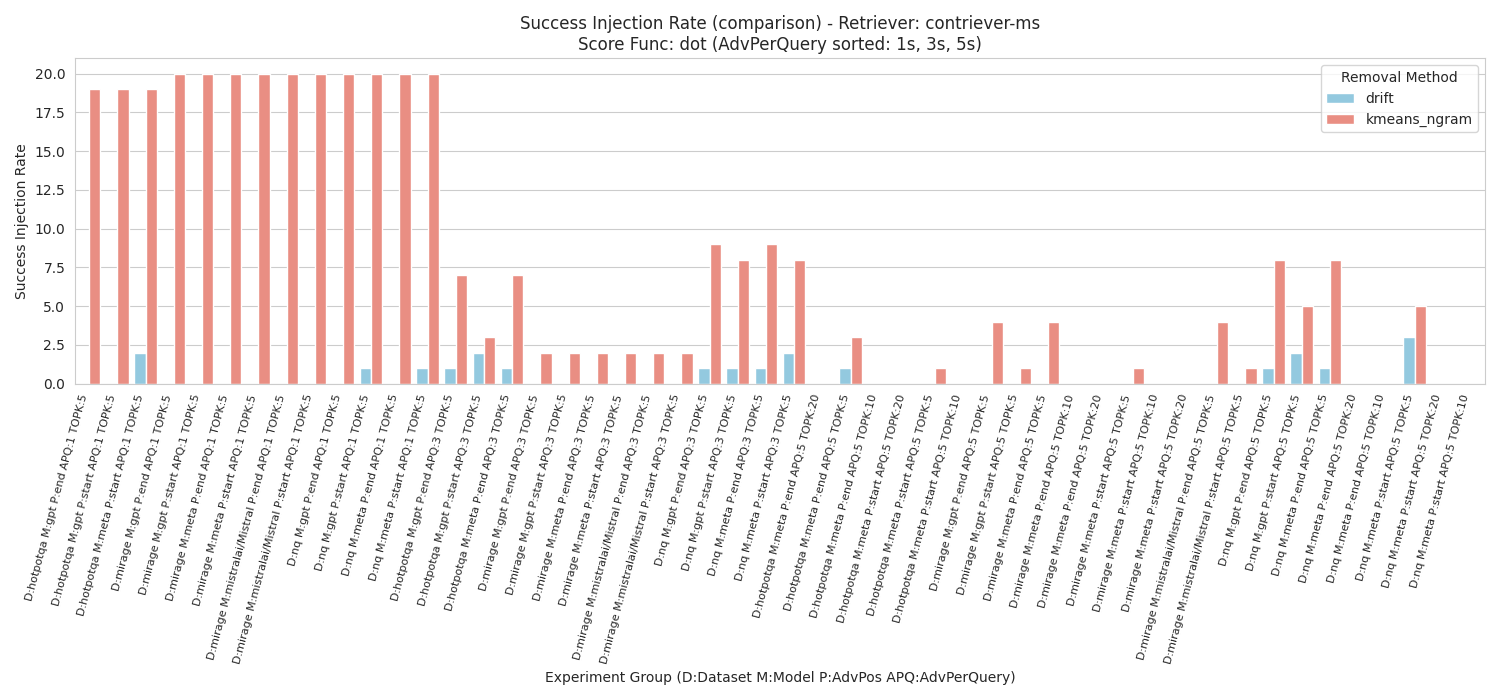 Success Injection Rate (comparison) - Retriever: contriever-ms
Score Func: dot (AdvPerQuery sorted: 1s, 3s, 5s)
Removal Method
drift
kmeans_ngram
Success Injection Rate
20.0
17.5
15.0
12.5
10.0
7.5
5.0
2.5
0.0
D:hotpotqa M:gpt P:end APQ:1 TOPK:5
D:hotpotqa M:gpt P:start APQ:1 TOPK:5
D:hotpotqa M:meta P:start APQ:1 TOPK:5
D:mirage M:gpt P:end APQ:1 TOPK:5
D:mirage M:gpt P:start APQ:1 TOPK:5
D:mirage M:meta P:end APQ:1 TOPK:5
D:mirage M:meta P:start APQ:1 TOPK:5
D:mirage M:mistralai/Mistral P:end APQ:1 TOPK:5
D:mirage M:mistralai/Mistral P:start APQ:1 TOPK:5
D:nq M:gpt P:end APQ:1 TOPK:5
D:nq M:gpt P:start APQ:1 TOPK:5
D:nq M:meta P:end APQ:1 TOPK:5
D:nq M:meta P:start APQ:1 TOPK:5
D:hotpotqa M:gpt P:end APQ:3 TOPK:5
D:hotpotqa M:gpt P:start APQ:3 TOPK:5
D:hotpotqa M:meta P:end APQ:3 TOPK:5
D:mirage M:gpt P:end APQ:3 TOPK:5
D:mirage M:gpt P:start APQ:3 TOPK:5
D:mirage M:meta P:end APQ:3 TOPK:5
D:mirage M:meta P:start APQ:3 TOPK:5
D:mirage M:mistralai/Mistral P:end APQ:3 TOPK:5
D:mirage M:mistralai/Mistral P:start APQ:3 TOPK:5
D:nq M:gpt P:end APQ:3 TOPK:5
D:nq M:gpt P:start APQ:3 TOPK:5
D:nq M:meta P:end APQ:3 TOPK:5
D:nq M:meta P:start APQ:3 TOPK:5
D:hotpotqa M:meta P:end APQ:5 TOPK:20
D:hotpotqa M:meta P:end APQ:5 TOPK:5
D:hotpotqa M:meta P:end APQ:5 TOPK:10
D:hotpotqa M:meta P:start APQ:5 TOPK:20
D:hotpotqa M:meta P:start APQ:5 TOPK:5
D:hotpotqa M:meta P:start APQ:5 TOPK:10
D:mirage M:gpt P:end APQ:5 TOPK:5
D:mirage M:gpt P:start APQ:5 TOPK:5
D:mirage M:meta P:end APQ:5 TOPK:5
D:mirage M:meta P:end APQ:5 TOPK:10
D:mirage M:meta P:end APQ:5 TOPK:20
D:mirage M:meta P:start APQ:5 TOPK:5
D:mirage M:meta P:start APQ:5 TOPK:10
D:mirage M:meta P:start APQ:5 TOPK:20
D:mirage M:mistralai/Mistral P:end APQ:5 TOPK:5
D:mirage M:mistralai/Mistral P:start APQ:5 TOPK:5
D:nq M:gpt P:end APQ:5 TOPK:5
D:nq M:gpt P:start APQ:5 TOPK:5
D:nq M:meta P:end APQ:5 TOPK:5
D:nq M:meta P:end APQ:5 TOPK:20
D:nq M:meta P:end APQ:5 TOPK:10
D:nq M:meta P:start APQ:5 TOPK:5
D:nq M:meta P:start APQ:5 TOPK:20
D:nq M:meta P:start APQ:5 TOPK:10
Experiment Group (D:Dataset M:Model P:AdvPos APQ:AdvPerQuery)